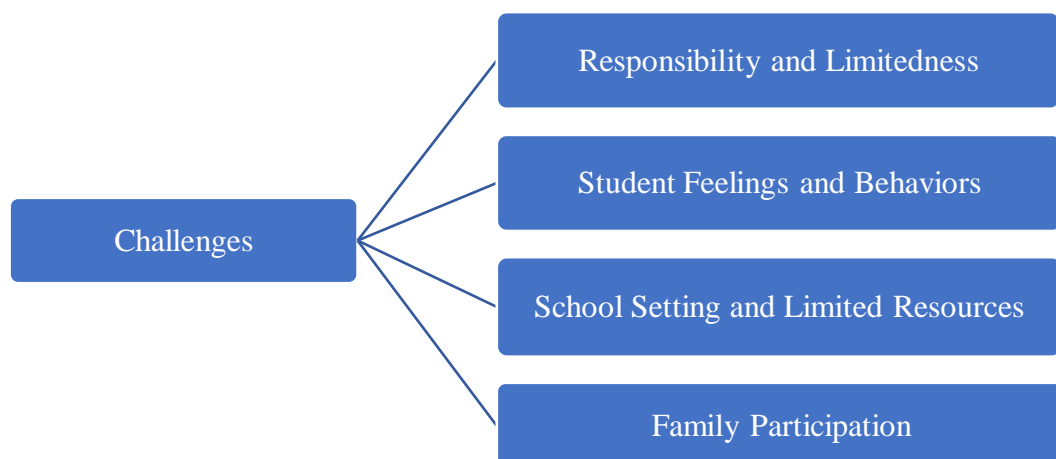 Challenges
Responsibility and Limitedness
Student Feelings and Behaviors
School Setting and Limited Resources
Family Participation